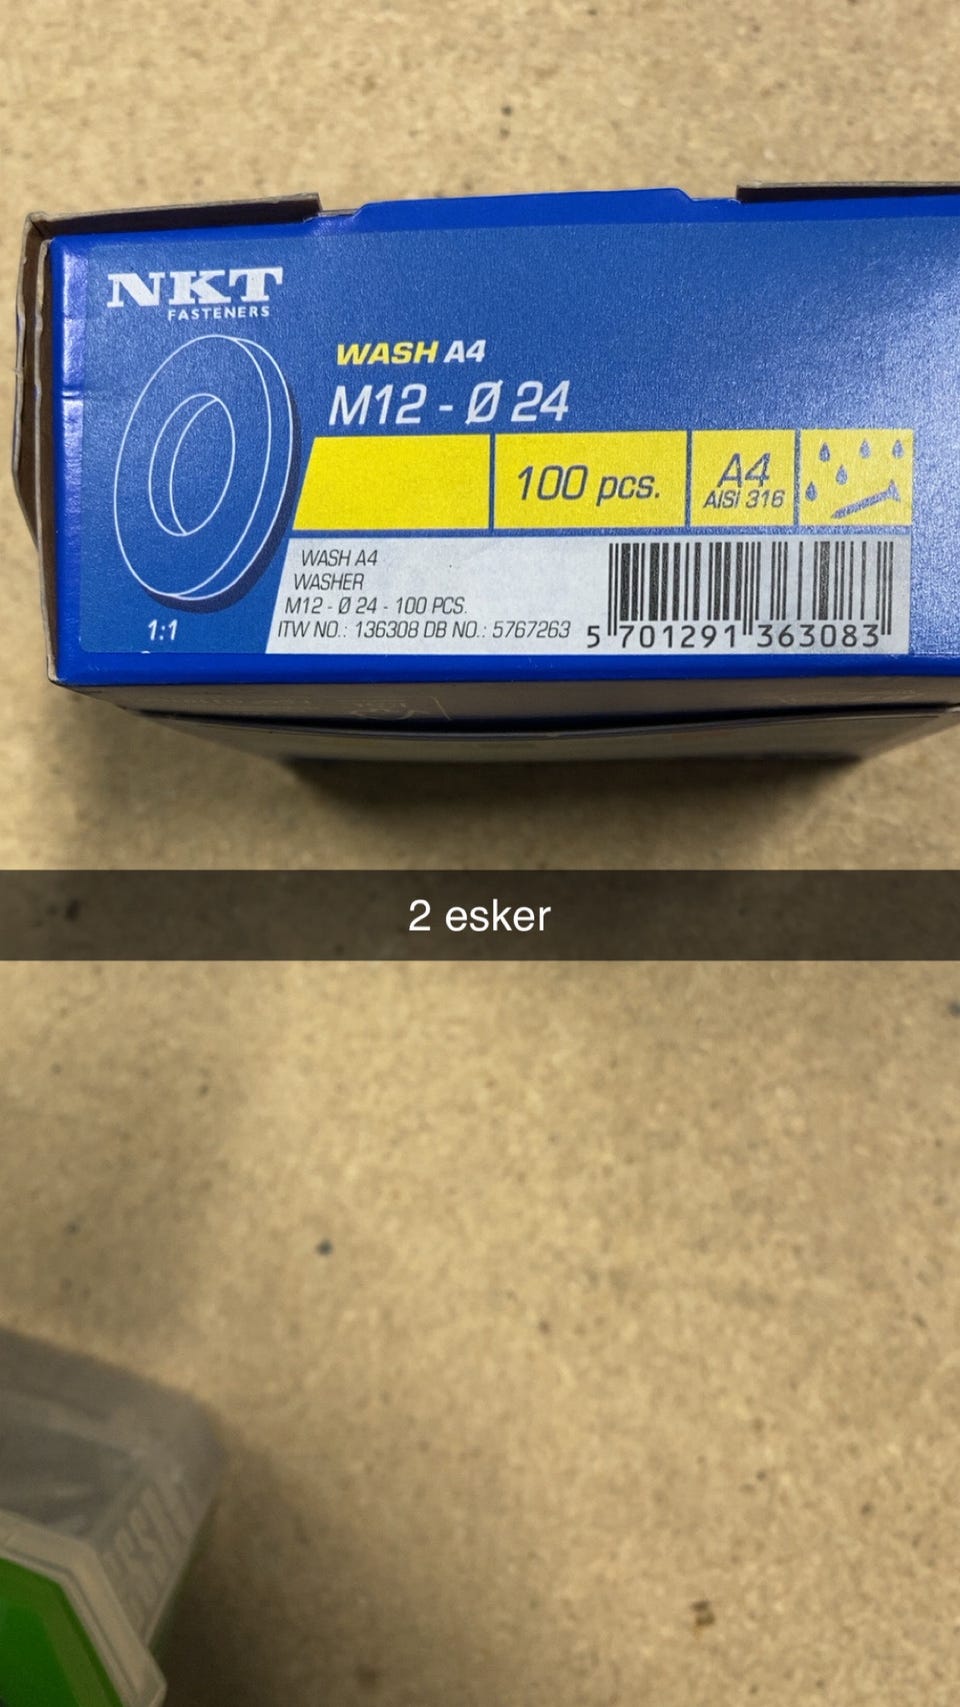 NKT
FASTENERS
WASH A4
M12 - Ø 24
100 pcs.
A4
AISI 316
WASH A4
WASHER
M12 - Ø 24 - 100 PCS.
ITW NO.: 136308 DB NO.: 5767263
5 701291 363083
1:1
2 esker